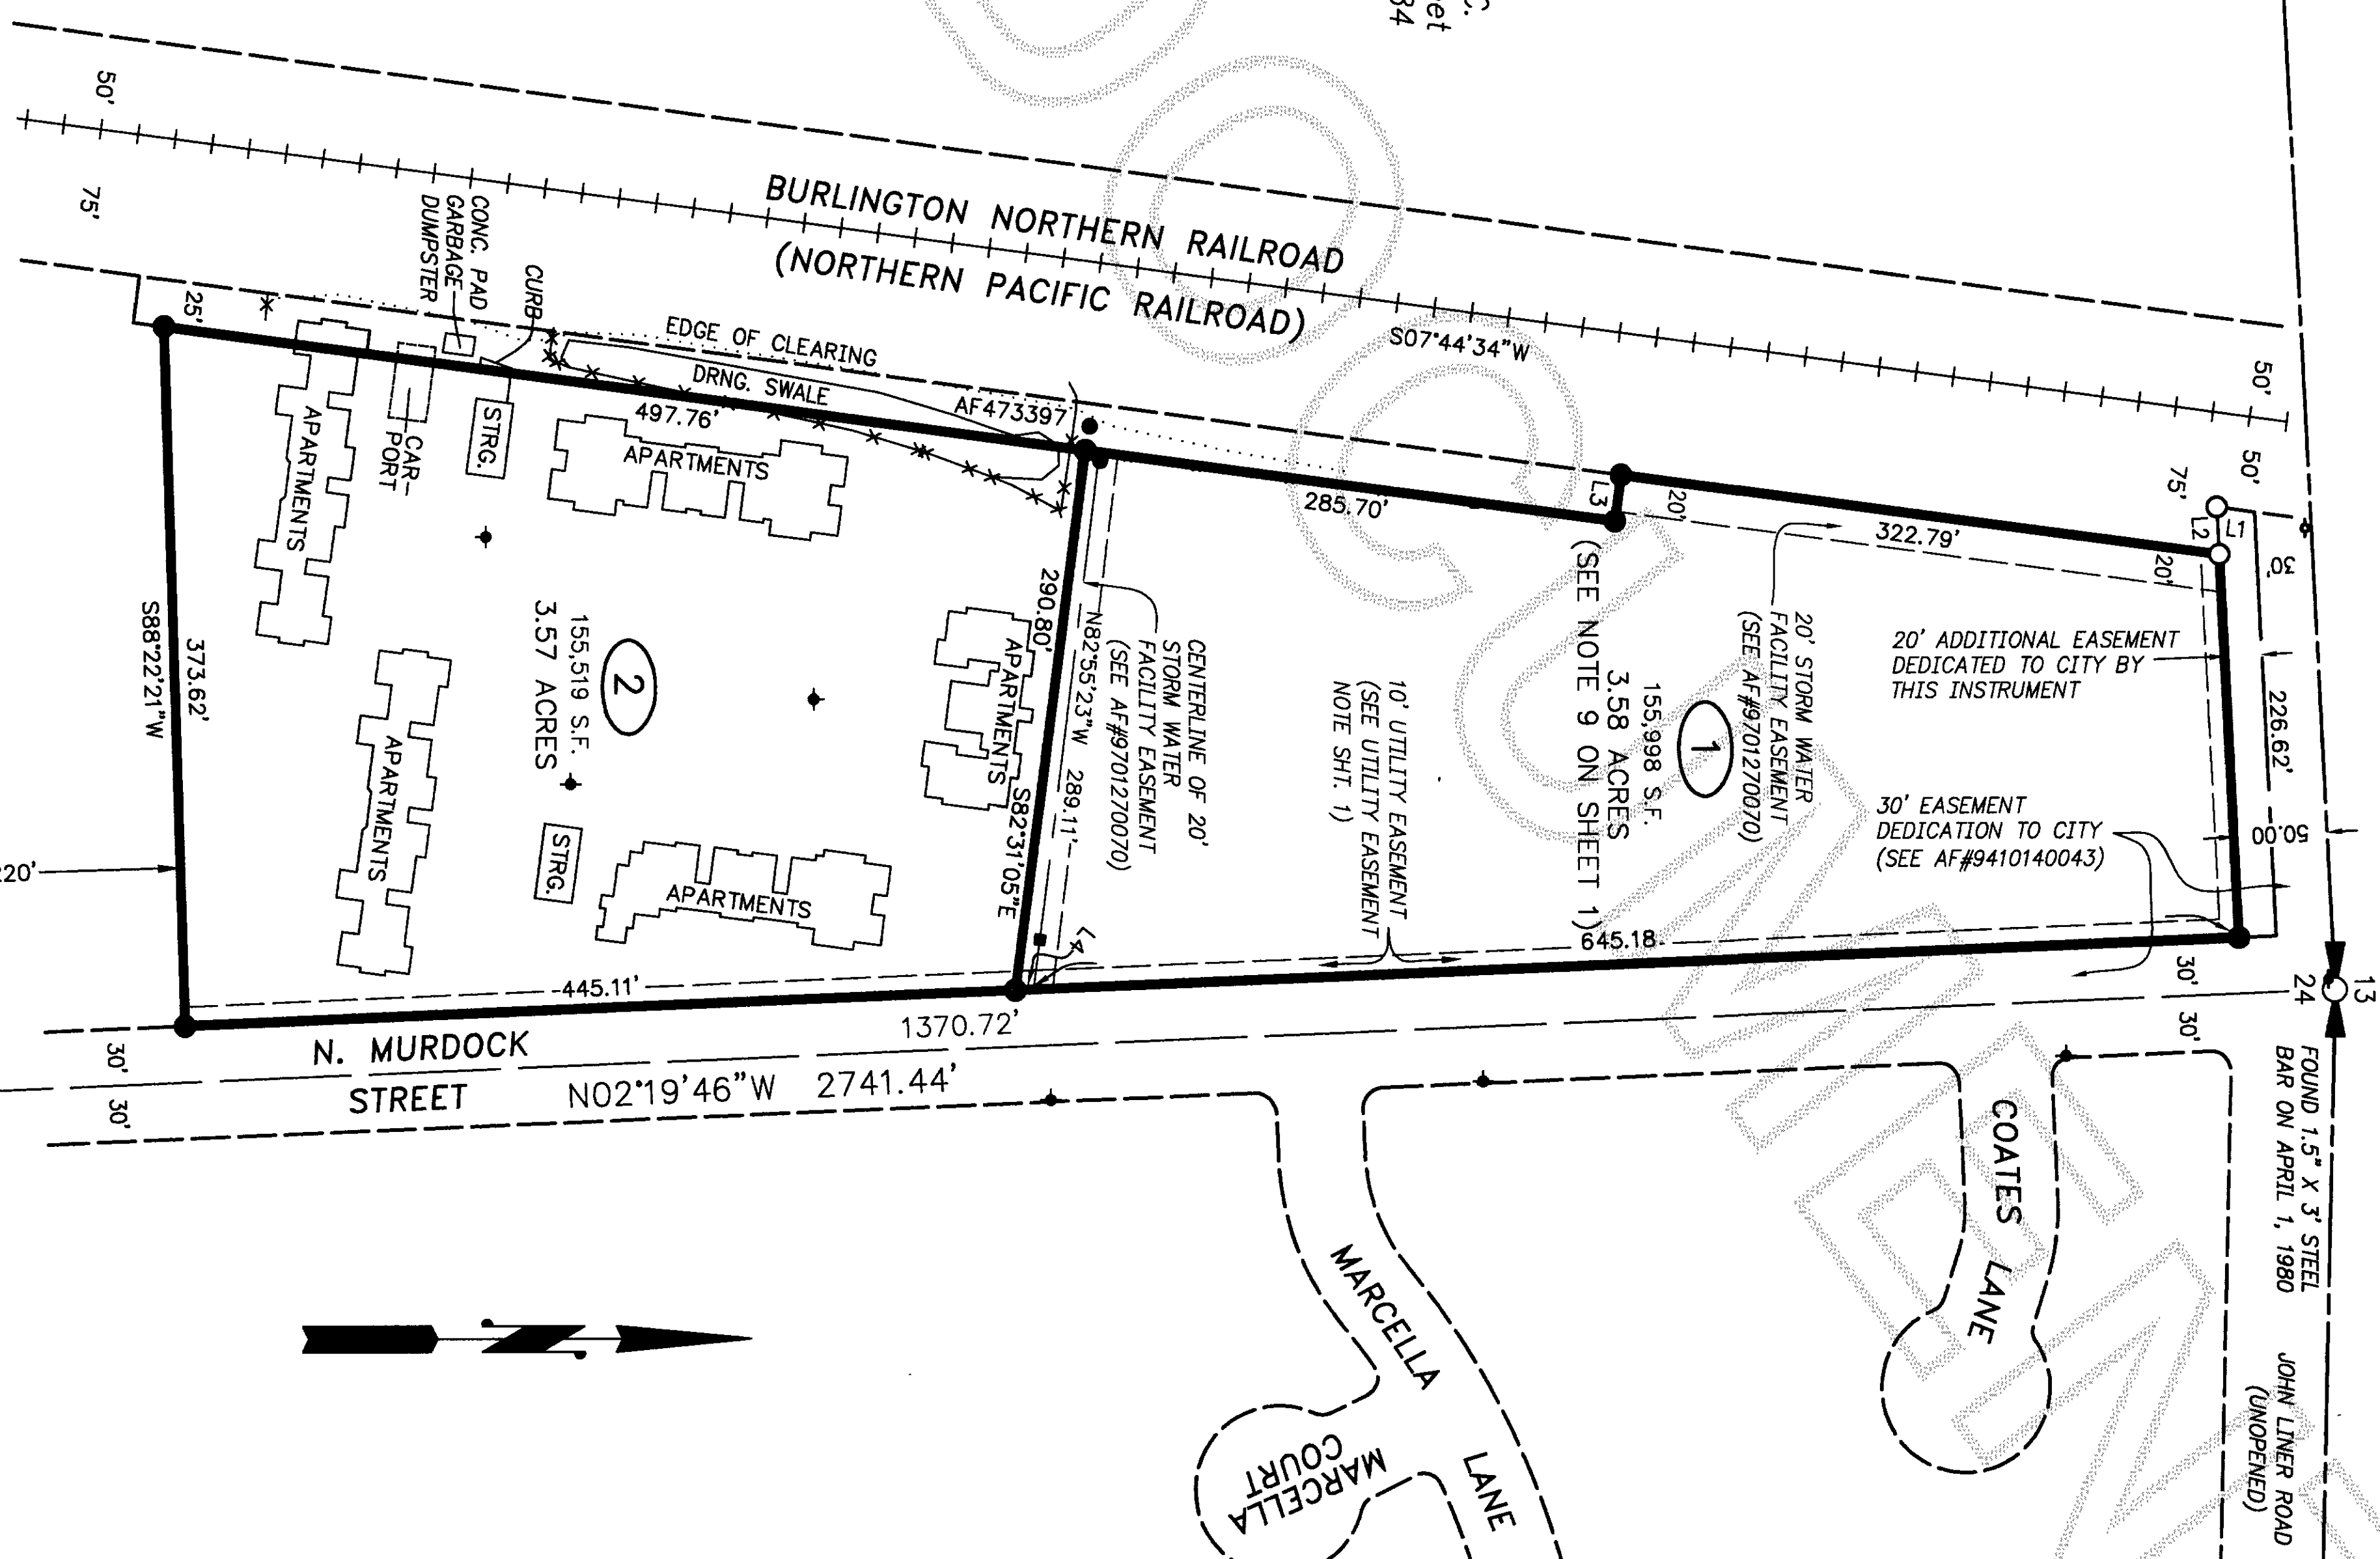 C.
et
84
50'
75'
BURLINGTON NORTHERN RAILROAD
(NORTHERN PACIFIC RAILROAD)
S07°44'34"W
50'
50'
75'
25'
CONC. PAD
GARBAGE
DUMPSTER
CURB
EDGE OF CLEARING
DRNG. SWALE
AF473397
497.76'
285.70'
L3
20'
322.79'
L1
L2
30'
20'
APARTMENTS
CAR-
PORT
STRG.
APARTMENTS
290.80'
N82°55'23"W 289.11'
S82°31'05"E
APARTMENTS
CENTERLINE OF 20'
STORM WATER
FACILITY EASEMENT
(SEE AF#9701270070)
10' UTILITY EASEMENT
(SEE UTILITY EASEMENT
NOTE SHT. 1)
1
155,998 S.F.
3.58 ACRES
(SEE NOTE 9 ON SHEET 1)
20' STORM WATER
FACILITY EASEMENT
(SEE AF#9701270070)
20' ADDITIONAL EASEMENT
DEDICATED TO CITY BY
THIS INSTRUMENT
226.62'
30' EASEMENT
DEDICATION TO CITY
(SEE AF#9410140043)
50.00
373.62'
S88°22'21"W
2
155,519 S.F.
3.57 ACRES
APARTMENTS
STRG.
APARTMENTS
20'
445.11'
645.18
L4
1370.72'
30'
30'
13
24
30'
30'
N. MURDOCK
STREET
N02°19'46"W 2741.44'
FOUND 1.5" X 3' STEEL
BAR ON APRIL 1, 1980
JOHN LINER ROAD
(UNOPENED)
COATES LANE
MARCELLA LANE
MARCELLA
COURT